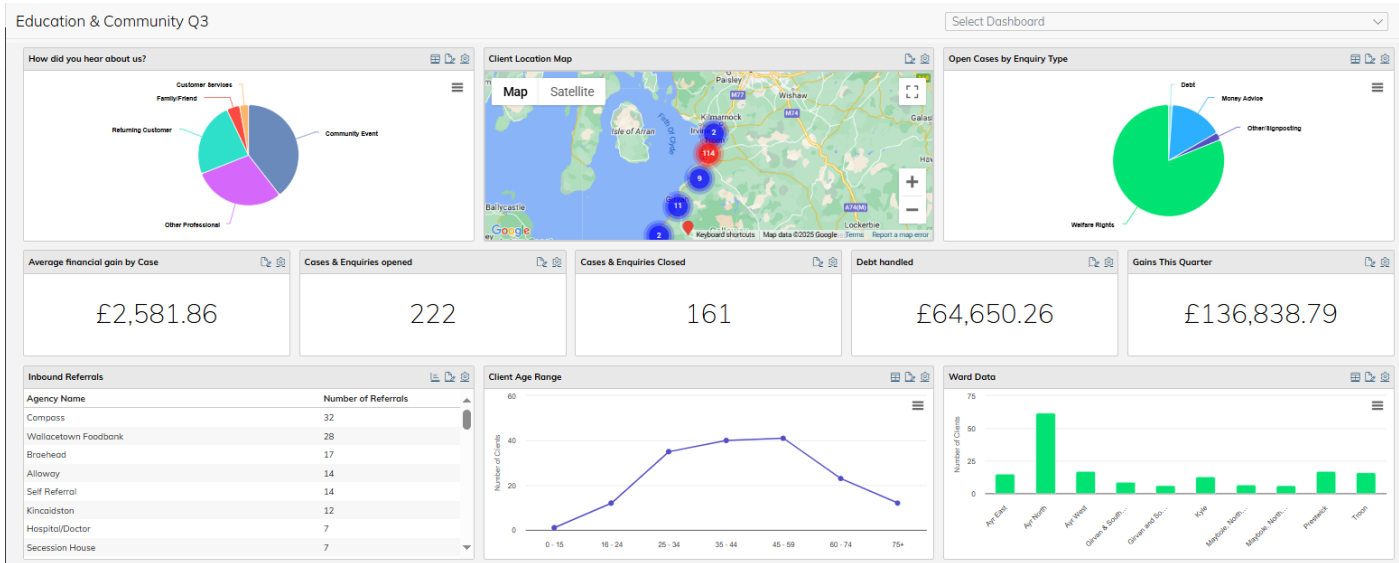 Education & Community Q3
Select Dashboard
How did you hear about us?
Customer Services
Family/Friend
Returning Customer
Community Event
Other Professional
Client Location Map
Map
Satellite
Paisley
M77
Wishaw
M74
Kilmarnock
Isle of Arran
Firth Of Clyde
2
114
9
11
2
Ballycastle
A74(M)
Lockerbie
Google
Keyboard shortcuts
Map data ©2025 Google
Terms
Report a map error
Open Cases by Enquiry Type
Debt
Money Advice
Other/Signposting
Welfare Rights
Average financial gain by Case
£2,581.86
Cases & Enquiries opened
222
Cases & Enquiries Closed
161
Debt handled
£64,650.26
Gains This Quarter
£136,838.79
Inbound Referrals
Agency Name Number of Referrals
Compass 32
Wallacetown Foodbank 28
Braehead 17
Alloway 14
Self Referral 14
Kincaidston 12
Hospital/Doctor 7
Secession House 7
Client Age Range
Number of Clients
60
40
20
0
0 - 15 16 - 24 25 - 34 35 - 44 45 - 59 60 - 74 75+
Ward Data
Number of Clients
75
50
25
0
Ayr East
Ayr North
Ayr West
Girvan & South...
Girvan and So...
Kyle
Maybole, North...
Maybole, North...
Prestwick
Troon